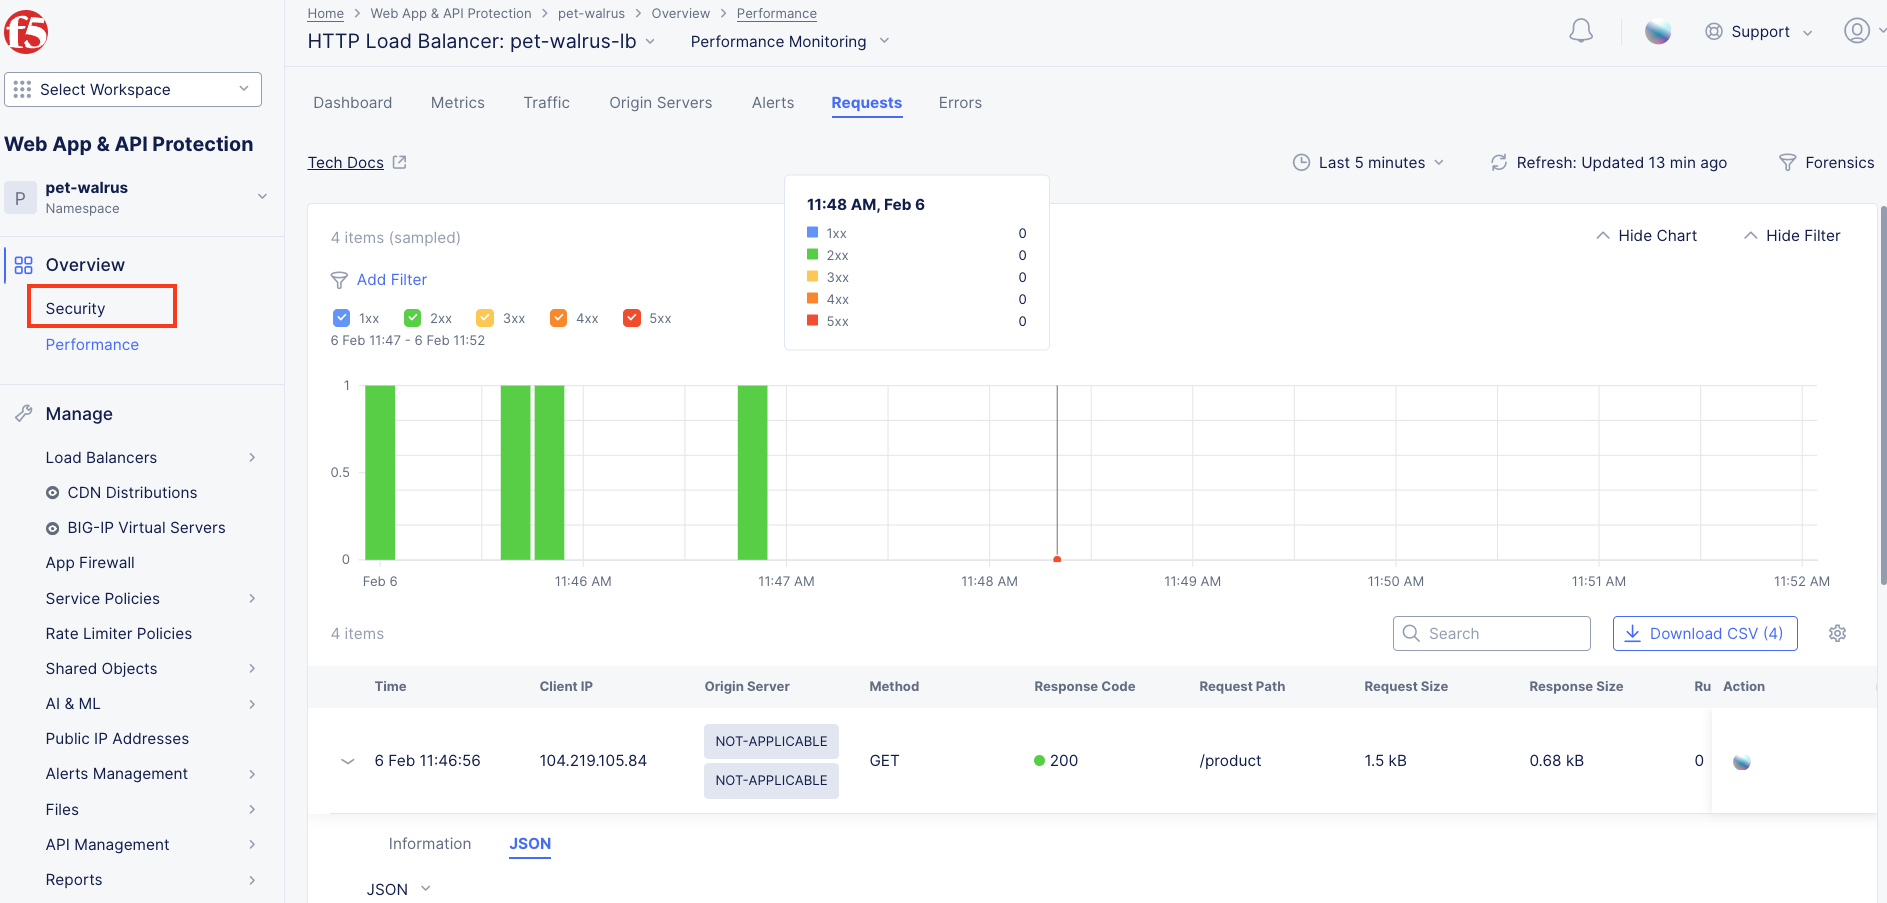 f5
Select Workspace
Web App & API Protection
P
pet-walrus
Namespace
Overview
Security
Performance
Manage
Load Balancers
CDN Distributions
BIG-IP Virtual Servers
App Firewall
Service Policies
Rate Limiter Policies
Shared Objects
AI & ML
Public IP Addresses
Alerts Management
Files
API Management
Reports
Home > Web App & API Protection > pet-walrus > Overview > Performance
HTTP Load Balancer: pet-walrus-lb
Performance Monitoring
Support
Dashboard Metrics Traffic Origin Servers Alerts Requests Errors
Tech Docs
Last 5 minutes
Refresh: Updated 13 min ago
Forensics
4 items (sampled)
Hide Chart
Hide Filter
Add Filter
1xx 2xx 3xx 4xx 5xx
6 Feb 11:47 - 6 Feb 11:52
11:48 AM, Feb 6
1xx 0
2xx 0
3xx 0
4xx 0
5xx 0
1
0.5
0
Feb 6 11:46 AM 11:47 AM 11:48 AM 11:49 AM 11:50 AM 11:51 AM 11:52 AM
4 items
Search
Download CSV (4)
Time Client IP Origin Server Method Response Code Request Path Request Size Response Size Ru Action
6 Feb 11:46:56 104.219.105.84 NOT-APPLICABLE NOT-APPLICABLE GET 200 /product 1.5 kB 0.68 kB 0
Information JSON
JSON